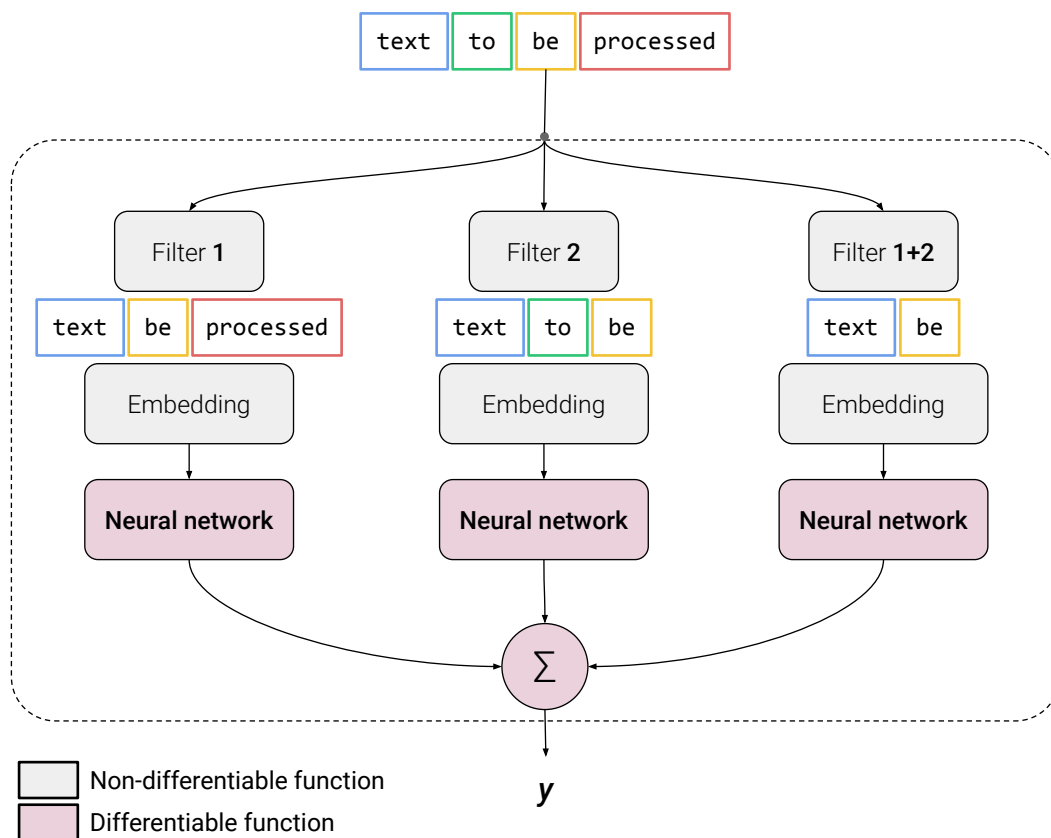 text to be processed
Filter 1 Filter 2 Filter 1+2
text be processed text to be text be
Embedding Embedding Embedding
Neural network Neural network Neural network
∑
y
Non-differentiable function
Differentiable function